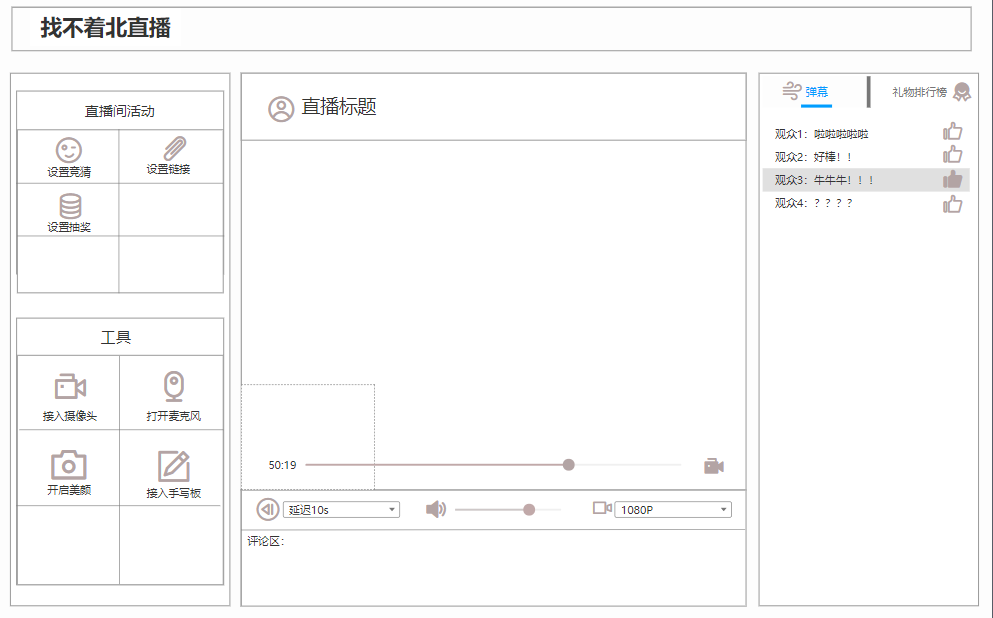 找不着北直播
直播间活动
设置竞猜
设置链接
设置抽奖
工具
接入摄像头
打开麦克风
开启美颜
接入手写板
直播标题
50:19
延迟10s
1080P
评论区：
弹幕
礼物排行榜
观众1：啦啦啦啦啦
观众2：好棒！！
观众3：牛牛牛！！！
观众4：？？？？